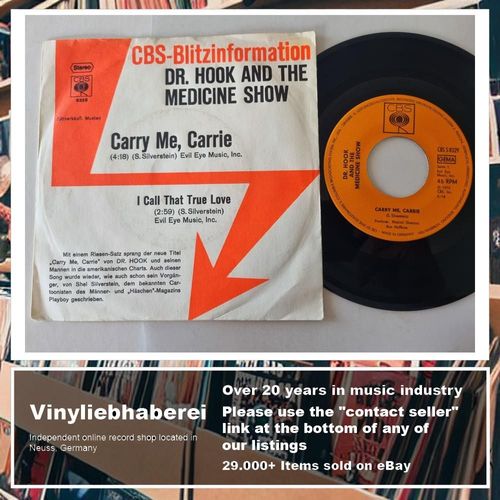 CBS-Blitzinformation
DR. HOOK AND THE
MEDICINE SHOW
Stereo
CBS
8329
Carry Me, Carrie
(4:18) (S. Silverstein) Evil Eye Music, Inc.
I Call That True Love
(2:59) (S. Silverstein)
Evil Eye Music, Inc.
Mit einem Riesen-Satz sprang der neue Titel
„Carry Me, Carrie" von DR. HOOK und seinen
Mannen in die amerikanischen Charts. Auch dieser
Song wurde wieder, wie auch schon sein Vorgän-
ger, von Shel Silverstein, dem bekannten Car-
toonisten des Männer- und „Häschen"-Magazins
Playboy geschrieben.
CBS
DR. HOOK
AND THE
MEDICINE SHOW
CBS S 8329
GEMA
45 RPM
CARRY ME, CARRIE
(S. Silverstein)
Vinyliebhaberei
Independent online record shop located in
Neuss, Germany
Over 20 years in music industry
Please use the "contact seller"
link at the bottom of any of
our listings
29.000+ Items sold on eBay